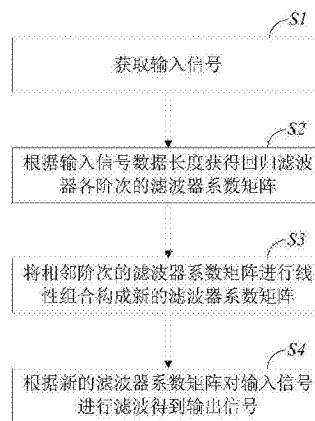 S1
获取输入信号
S2
根据输入信号数据长度获得回归滤波
器各阶次的滤波器系数矩阵
S3
将相邻阶次的滤波器系数矩阵进行线
性组合构成新的滤波器系数矩阵
S4
根据新的滤波器系数矩阵对输入信号
进行滤波得到输出信号